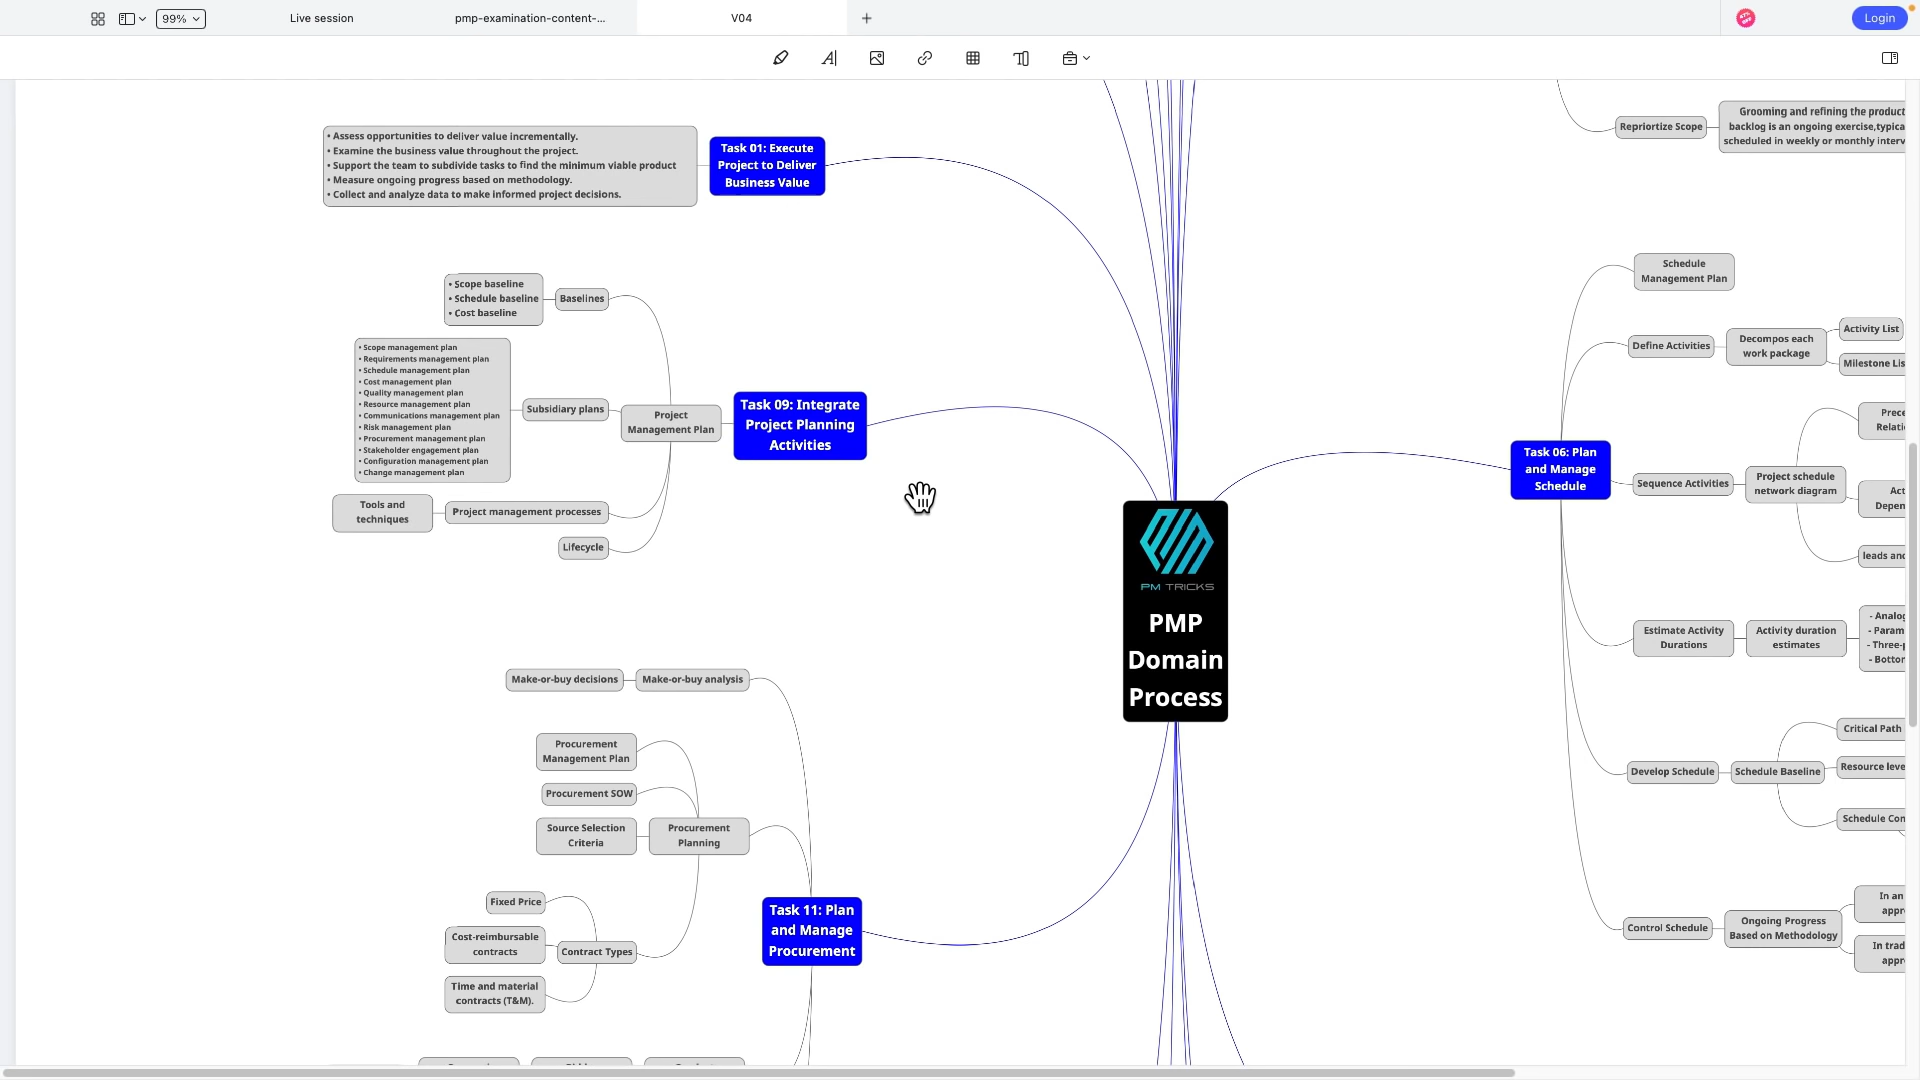 99%
Live session
pmp-examination-content-...
V04
Login
• Assess opportunities to deliver value incrementally.
• Examine the business value throughout the project.
• Support the team to subdivide tasks to find the minimum viable product
• Measure ongoing progress based on methodology.
• Collect and analyze data to make informed project decisions.
Task 01: Execute
Project to Deliver
Business Value
• Scope baseline
• Schedule baseline
• Cost baseline
Baselines
• Scope management plan
• Requirements management plan
• Schedule management plan
• Cost management plan
• Quality management plan
• Resource management plan
• Communications management plan
• Risk management plan
• Procurement management plan
• Stakeholder engagement plan
• Configuration management plan
• Change management plan
Subsidiary plans
Project
Management Plan
Task 09: Integrate
Project Planning
Activities
Tools and
techniques
Project management processes
Lifecycle
Make-or-buy decisions
Make-or-buy analysis
Procurement
Management Plan
Procurement SOW
Source Selection
Criteria
Procurement
Planning
Fixed Price
Cost-reimbursable
contracts
Time and material
contracts (T&M).
Contract Types
Task 11: Plan
and Manage
Procurement
PM TRICKS
PMP
Domain
Process
Repriortize Scope
Grooming and refining the product
backlog is an ongoing exercise,typica
scheduled in weekly or monthly interv
Schedule
Management Plan
Define Activities
Decompos each
work package
Activity List
Milestone Lis
Task 06: Plan
and Manage
Schedule
Sequence Activities
Project schedule
network diagram
Prece
Relati
Act
Depen
leads and
Estimate Activity
Durations
Activity duration
estimates
- Analog
- Param
- Three-p
- Bottor
Develop Schedule
Schedule Baseline
Critical Path
Resource leve
Schedule Con
Control Schedule
Ongoing Progress
Based on Methodology
In an
appr
In trad
appr